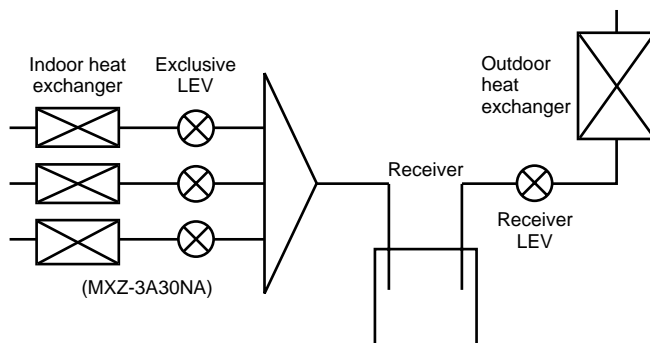 Indoor heat
exchanger
Exclusive
LEV
Outdoor
heat
exchanger
Receiver
Receiver
LEV
(MXZ-3A30NA)